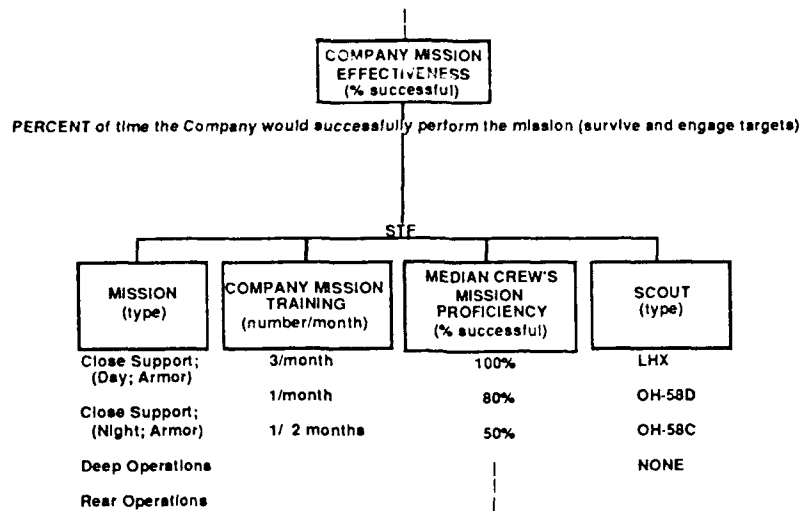 COMPANY MISSION
EFFECTIVENESS
(% successful)
PERCENT of time the Company would successfully perform the mission (survive and engage targets)
STF
MISSION
(type)
COMPANY MISSION
TRAINING
(number/month)
MEDIAN CREW'S
MISSION
PROFICIENCY
(% successful)
SCOUT
(type)
Close Support;
(Day; Armor)
Close Support;
(Night; Armor)
Deep Operations
Rear Operations
3/month
1/month
1/ 2 months
100%
80%
50%
LHX
OH-58D
OH-58C
NONE